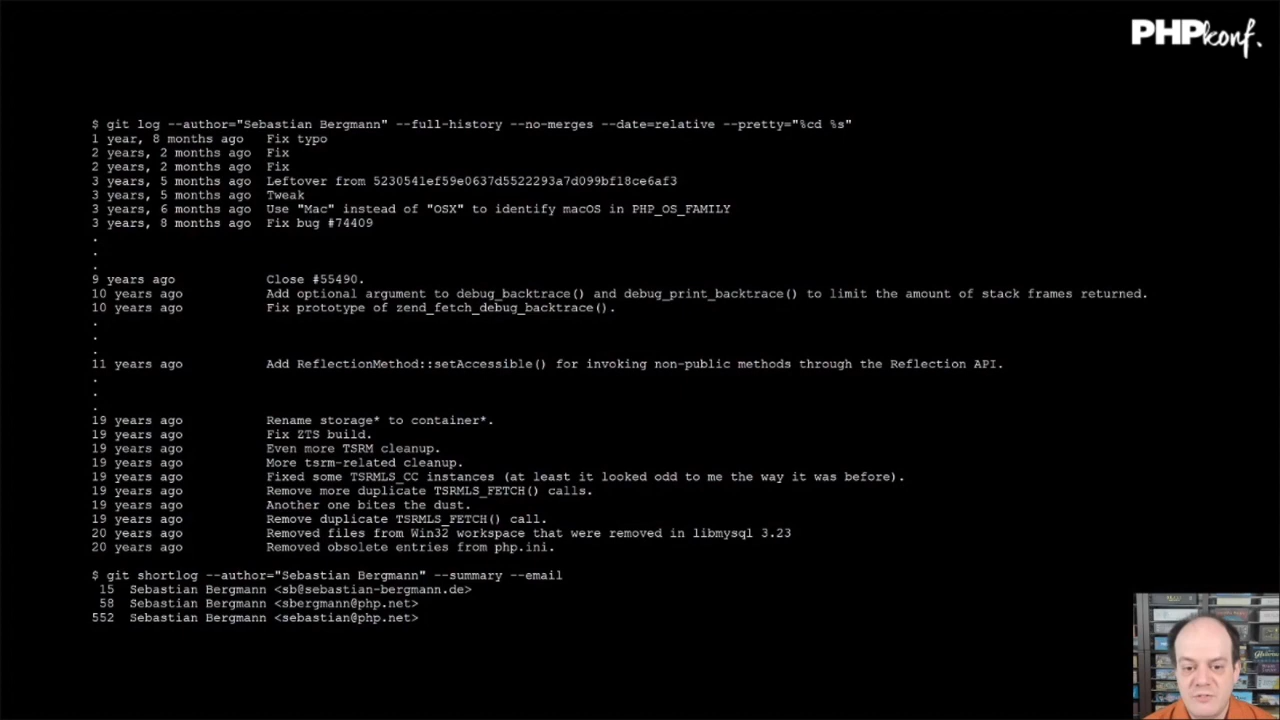 PHPkonf.
$ git log --author="Sebastian Bergmann" --full-history --no-merges --date=relative --pretty="%cd %s"
1 year, 8 months ago   Fix typo
2 years, 2 months ago  Fix
2 years, 2 months ago  Fix
3 years, 5 months ago  Leftover from 5230541ef59e0637d5522293a7d099bf18ce6af3
3 years, 5 months ago  Tweak
3 years, 6 months ago  Use "Mac" instead of "OSX" to identify macOS in PHP_OS_FAMILY
3 years, 8 months ago  Fix bug #74409
.
.
.
9 years ago            Close #55490.
10 years ago           Add optional argument to debug_backtrace() and debug_print_backtrace() to limit the amount of stack frames returned.
10 years ago           Fix prototype of zend_fetch_debug_backtrace().
.
.
.
11 years ago           Add ReflectionMethod::setAccessible() for invoking non-public methods through the Reflection API.
.
.
.
19 years ago           Rename storage* to container*.
19 years ago           Fix ZTS build.
19 years ago           Even more TSRM cleanup.
19 years ago           More tsrm-related cleanup.
19 years ago           Fixed some TSRMLS_CC instances (at least it looked odd to me the way it was before).
19 years ago           Remove more duplicate TSRMLS_FETCH() calls.
19 years ago           Another one bites the dust.
19 years ago           Remove duplicate TSRMLS_FETCH() call.
20 years ago           Removed files from Win32 workspace that were removed in libmysql 3.23
20 years ago           Removed obsolete entries from php.ini.
$ git shortlog --author="Sebastian Bergmann" --summary --email
15  Sebastian Bergmann <sb@sebastian-bergmann.de>
58  Sebastian Bergmann <sbergmann@php.net>
552  Sebastian Bergmann <sebastian@php.net>